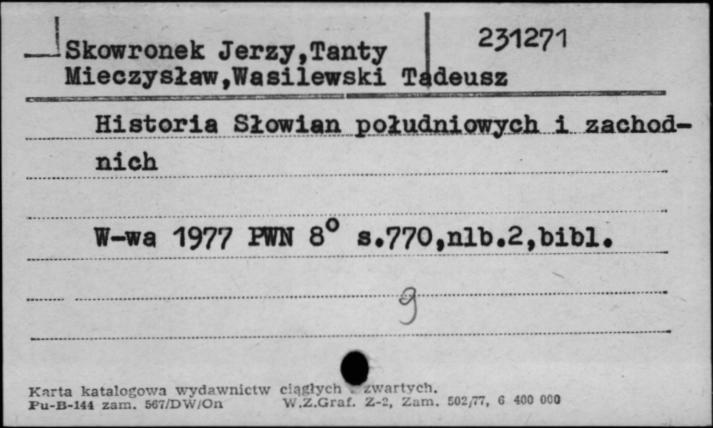 231271
Skowronek Jerzy,Tanty
Mieczysław,Wasilewski Tadeusz
Historia Słowian południowych i zachod-
nich
W-wa 1977 PWN 8° s.770,nlb.2,bibl.
g
Karta katalogowa wydawnictw ciągłych zwartych.
Pu-B-144 zam. 567/DW/On W.Z.Graf. Z-2, Zam. 502/77, 6 400 000